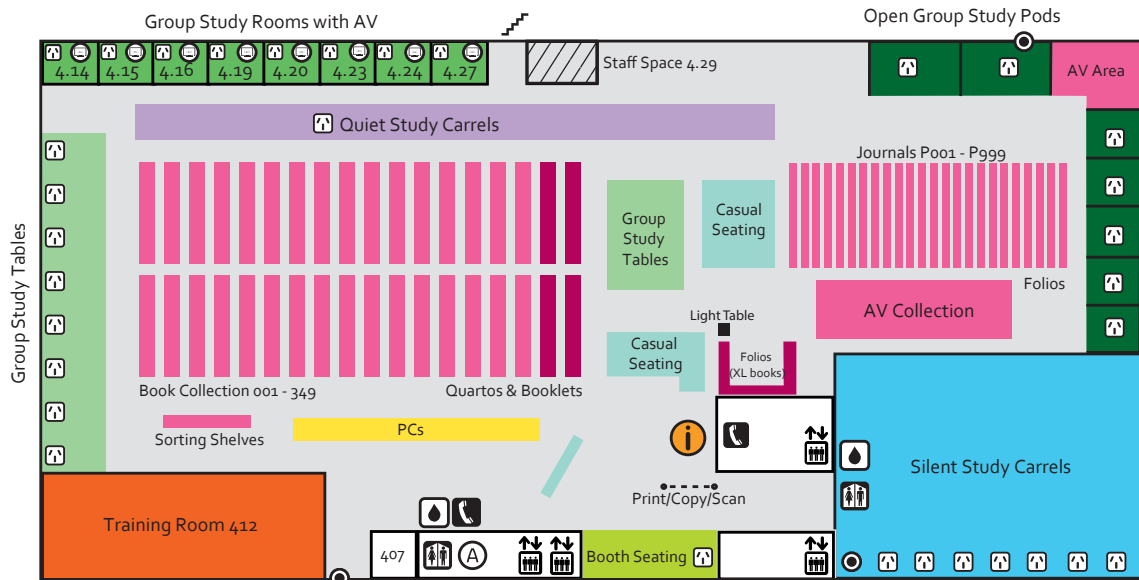 Group Study Rooms with AV
Open Group Study Pods
4.14
4.15
4.16
4.19
4.20
4.23
4.24
4.27
Staff Space 4.29
AV Area
Quiet Study Carrels
Journals P001 - P999
Group Study Tables
Group
Study
Tables
Casual
Seating
Folios
AV Collection
Light Table
Casual
Seating
Folios
(XL books)
Book Collection 001 - 349
Quartos & Booklets
Sorting Shelves
PCs
i
Silent Study Carrels
Print/Copy/Scan
Training Room 412
407
A
Booth Seating